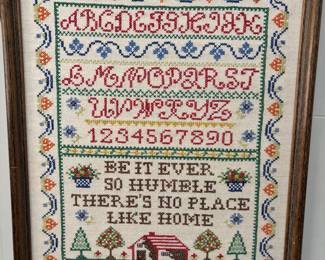 ABCDEFGHIJK
LMNOPQRST
UVWXYZ
1234567890
BE IT EVER
SO HUMBLE
THERE'S NO PLACE
LIKE HOME